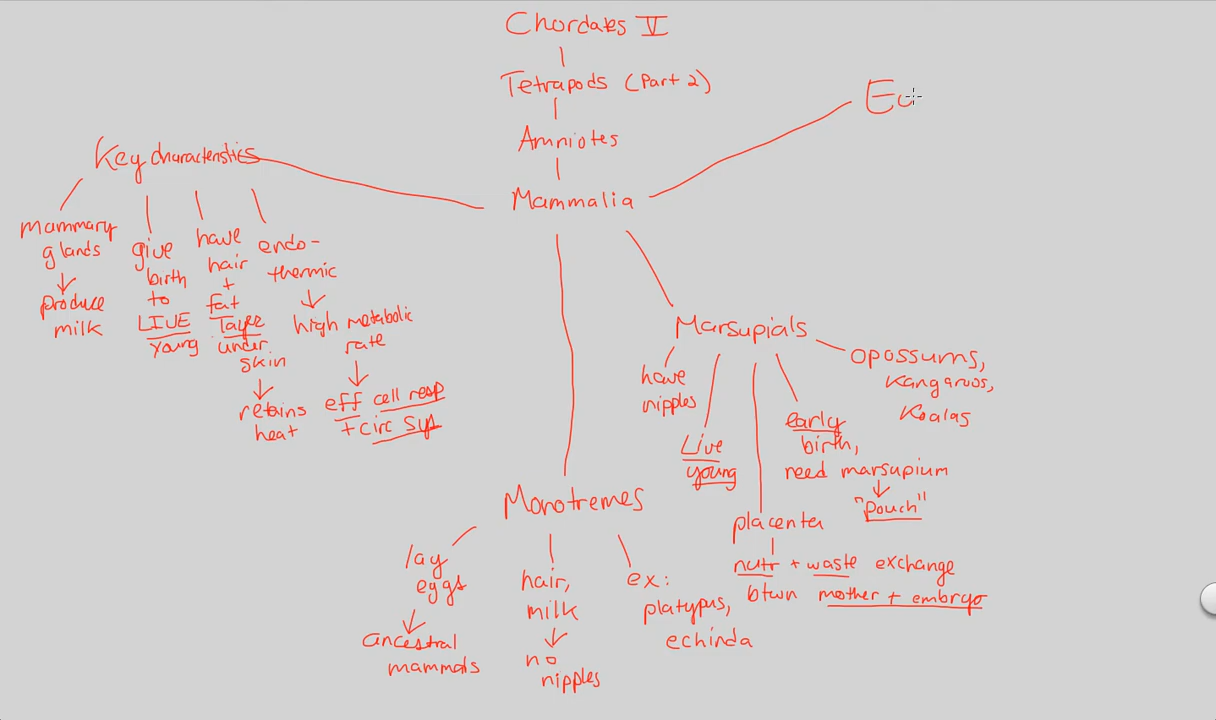 Chordates V
Tetrapods (Part 2)
Amniotes
Mammalia
Key characteristics
mammary
glands
produce
milk
give
birth
to
LIVE
young
have
hair
+
fat
layer
under
skin
retains
heat
endo-
thermic
high metabolic
rate
eff cell resp
+ circ sys
Monotremes
lay
eggs
ancestral
mammals
hair,
milk
no
nipples
ex:
platypus,
echinda
Marsupials
have
nipples
Live
young
placenter
nutr + waste exchange
btwn mother + embryo
early
birth,
need marsupium
"pouch"
opossums,
Kangaroos,
Koalas
Eu